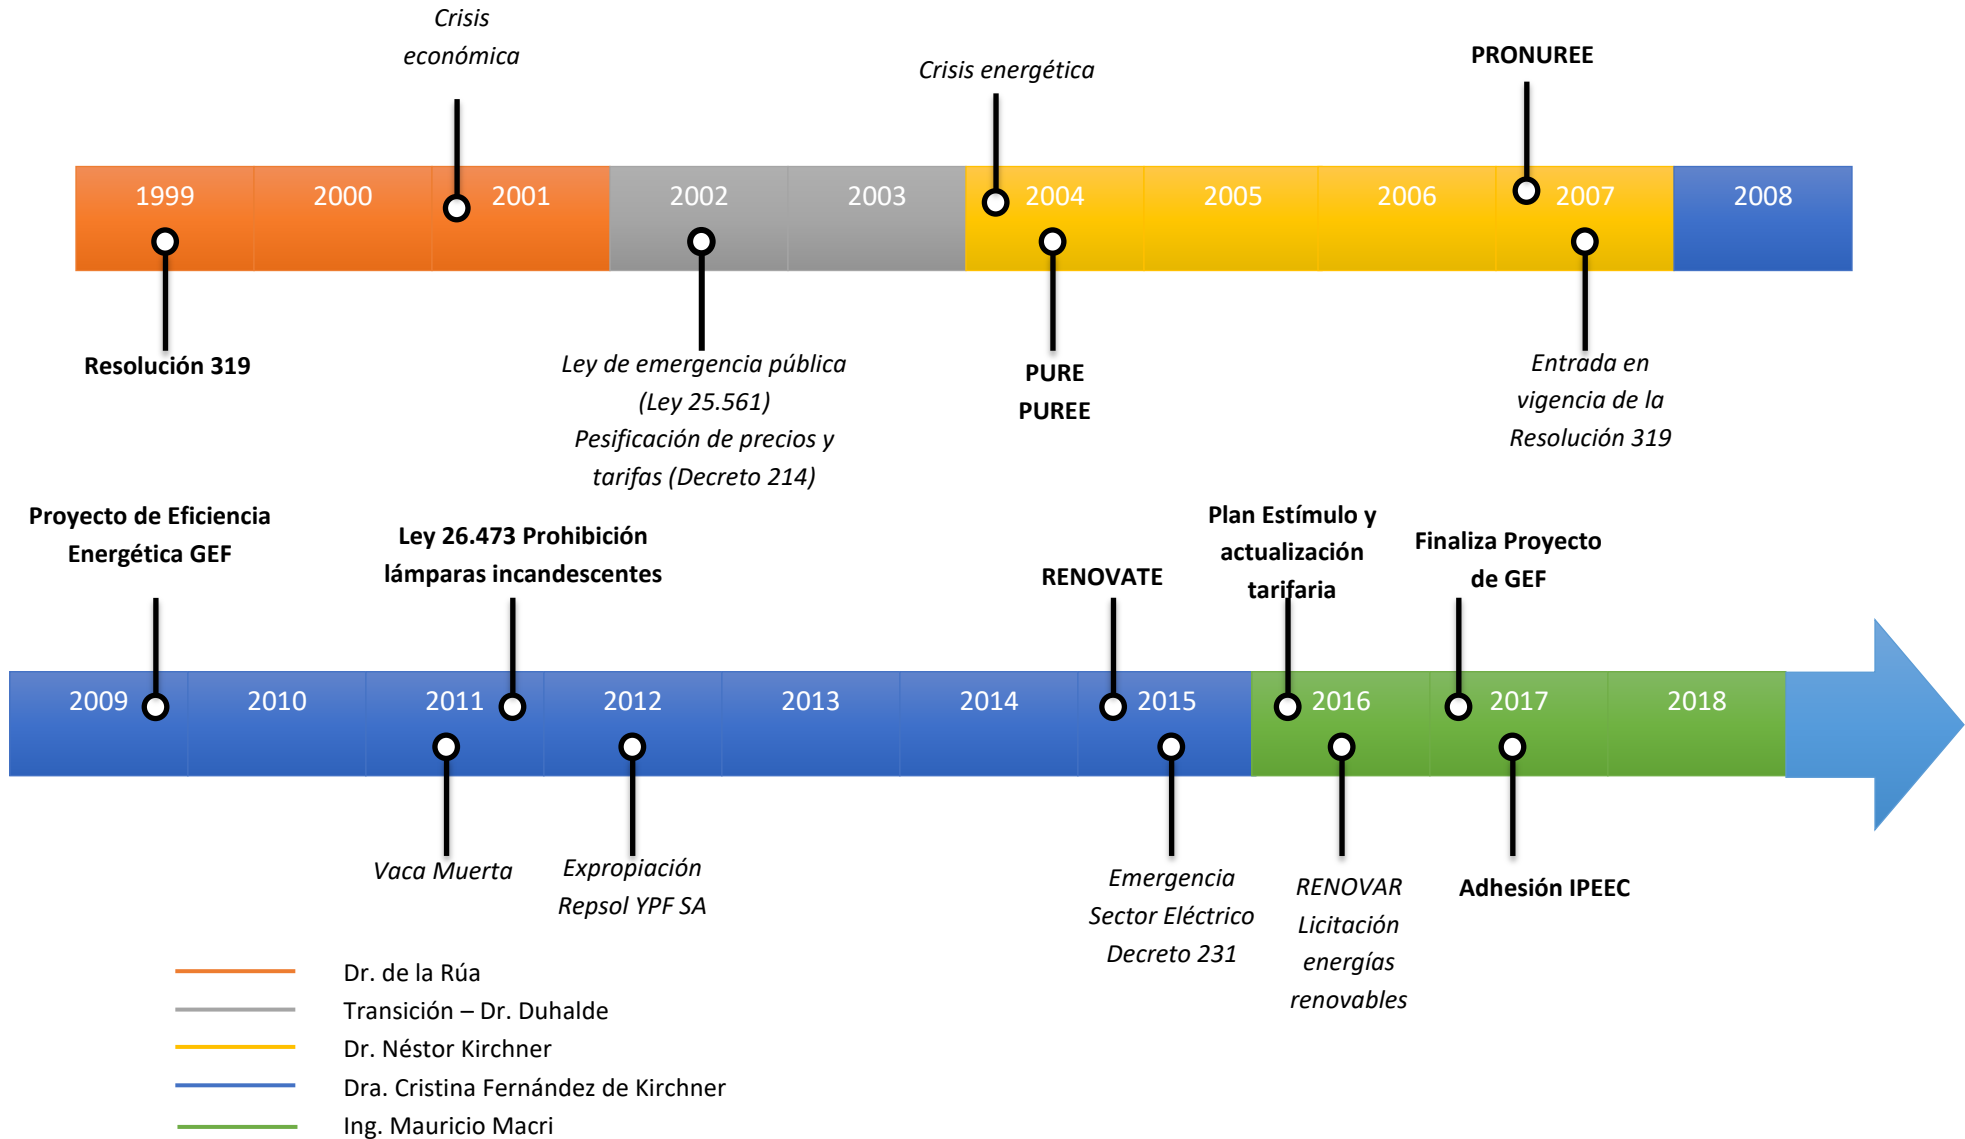 Crisis
económica
Crisis energética
PRONUREE
1999
2000
2001
2002
2003
2004
2005
2006
2007
2008
Resolución 319
Ley de emergencia pública
(Ley 25.561)
Pesificación de precios y
tarifas (Decreto 214)
PURE
PUREE
Entrada en
vigencia de la
Resolución 319
Proyecto de Eficiencia
Energética GEF
Ley 26.473 Prohibición
lámparas incandescentes
RENOVATE
Plan Estímulo y
actualización
tarifaria
Finaliza Proyecto
de GEF
2009
2010
2011
2012
2013
2014
2015
2016
2017
2018
Vaca Muerta
Expropiación
Repsol YPF SA
Emergencia
Sector Eléctrico
Decreto 231
RENOVAR
Licitación
energías
renovables
Adhesión IPEEC
Dr. de la Rúa
Transición – Dr. Duhalde
Dr. Néstor Kirchner
Dra. Cristina Fernández de Kirchner
Ing. Mauricio Macri